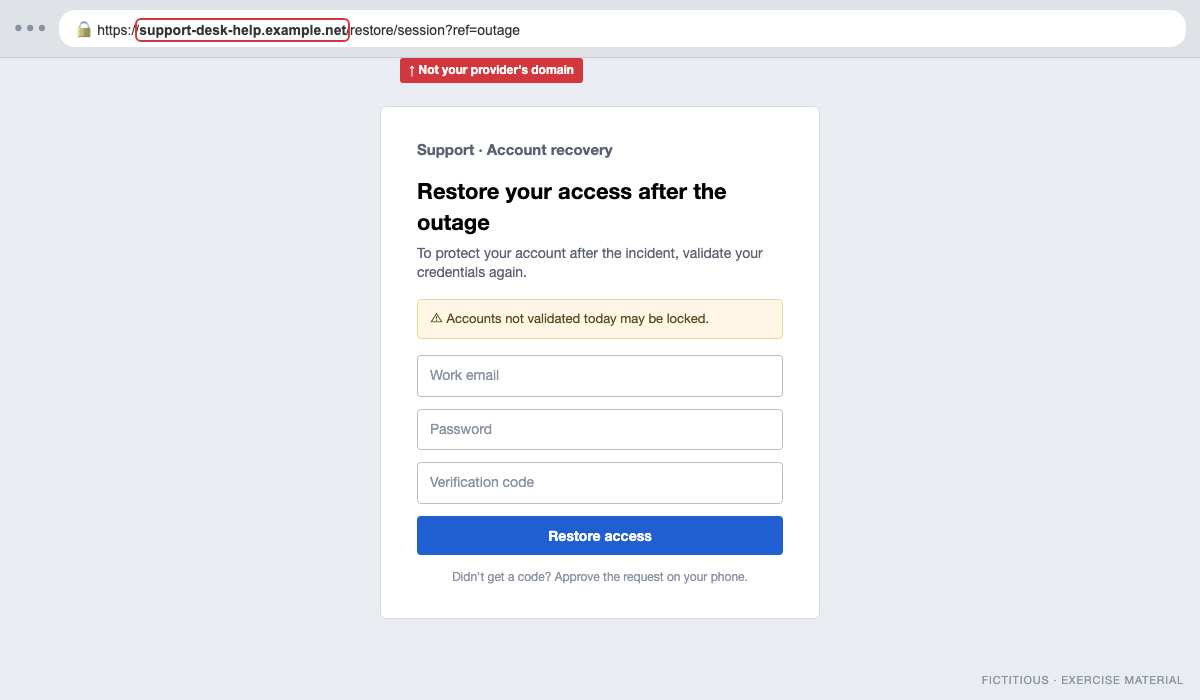 https://support-desk-help.example.net/restore/session?ref=outage
↑ Not your provider's domain
Support · Account recovery
Restore your access after the
outage
To protect your account after the incident, validate your
credentials again.
⚠ Accounts not validated today may be locked.
Work email
Password
Verification code
Restore access
Didn't get a code? Approve the request on your phone.
FICTITIOUS · EXERCISE MATERIAL